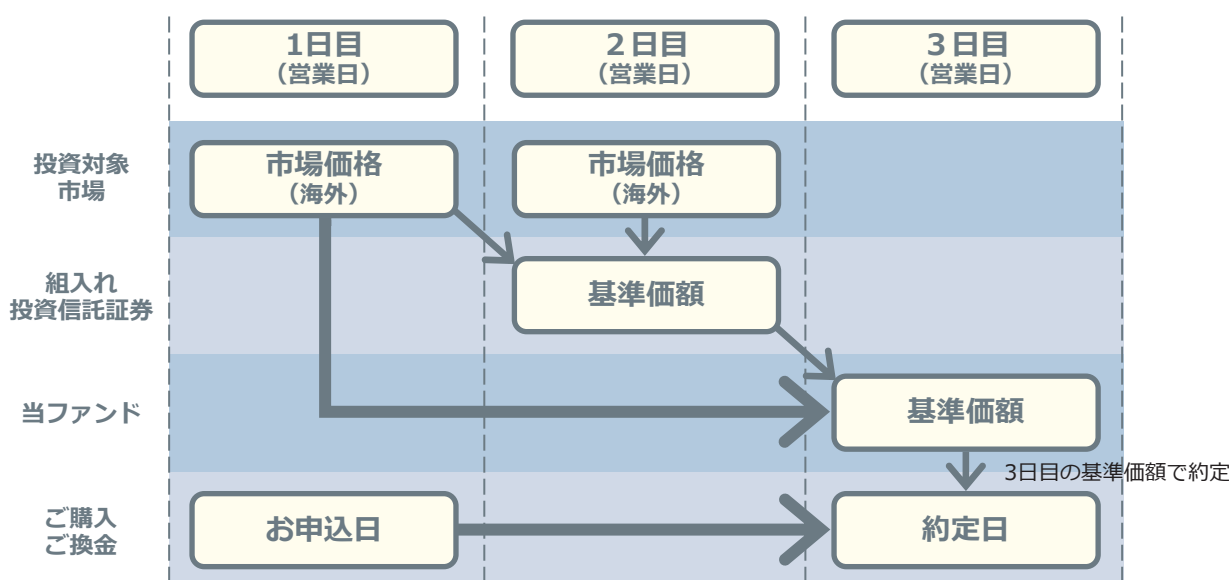 1日目
（営業日）
２日目
（営業日）
３日目
（営業日）
投資対象
市場
市場価格
（海外）
市場価格
（海外）
組入れ
投資信託証券
基準価額
当ファンド
基準価額
3日目の基準価額で約定
ご購入
ご換金
お申込日
約定日